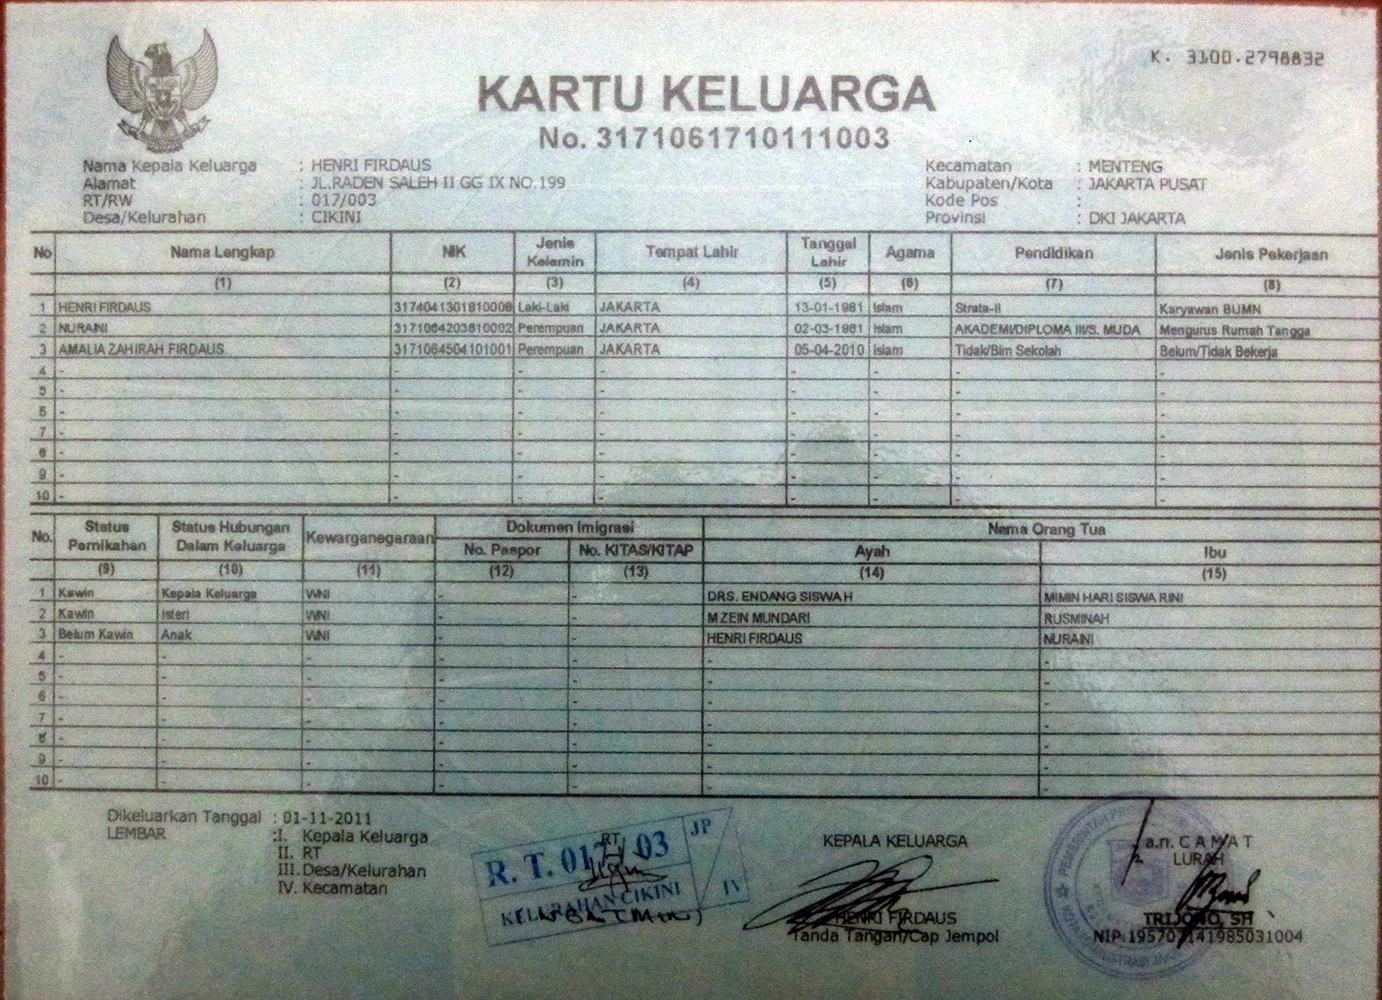 K. 3100.2798832
KARTU KELUARGA
No. 3171061710111003
Nama Kepala Keluarga : HENRI FIRDAUS
Alamat : JL.RADEN SALEH II GG IX NO.199
RT/RW : 017/003
Desa/Kelurahan : CIKINI
Kecamatan : MENTENG
Kabupaten/Kota : JAKARTA PUSAT
Kode Pos :
Provinsi : DKI JAKARTA
No Nama Lengkap NIK Jenis Kelamin Tempat Lahir Tanggal Lahir Agama Pendidikan Jenis Pekerjaan
(1) (2) (3) (4) (5) (6) (7) (8)
1 HENRI FIRDAUS 3174041301810008 Laki-Laki JAKARTA 13-01-1981 Islam Strata-II Karyawan BUMN
2 NURAINI 3171064203810002 Perempuan JAKARTA 02-03-1981 Islam AKADEMI/DIPLOMA III/S. MUDA Mengurus Rumah Tangga
3 AMALIA ZAHIRAH FIRDAUS 3171064504101001 Perempuan JAKARTA 05-04-2010 Islam Tidak/Blm Sekolah Belum/Tidak Bekerja
4 - - - - - - - -
5 - - - - - - - -
6 - - - - - - - -
7 - - - - - - - -
8 - - - - - - - -
9 - - - - - - - -
10 - - - - - - - -
No. Status Pernikahan Status Hubungan Dalam Keluarga Kewarganegaraan Dokumen Imigrasi Nama Orang Tua
No. Paspor No. KITAS/KITAP Ayah Ibu
(9) (10) (11) (12) (13) (14) (15)
1 Kawin Kepala Keluarga WNI - - DRS. ENDANG SISWAH MIMIN HARI SISWA RINI
2 Kawin Isteri WNI - - M ZEIN MUNDARI RUSMINAH
3 Belum Kawin Anak WNI - - HENRI FIRDAUS NURAINI
4 - - - - - - -
5 - - - - - - -
6 - - - - - - -
7 - - - - - - -
8 - - - - - - -
9 - - - - - - -
10 - - - - - - -
Dikeluarkan Tanggal : 01-11-2011
LEMBAR :I. Kepala Keluarga
II. RT
III. Desa/Kelurahan
IV. Kecamatan
RT
R. T. 017 03
JP
KELURAHAN CIKINI
IV
KEPALA KELUARGA
HENRI FIRDAUS
Tanda Tangan/Cap Jempol
a.n. CAMAT
LURAH
TRIJONO, SH
NIP.195707141985031004